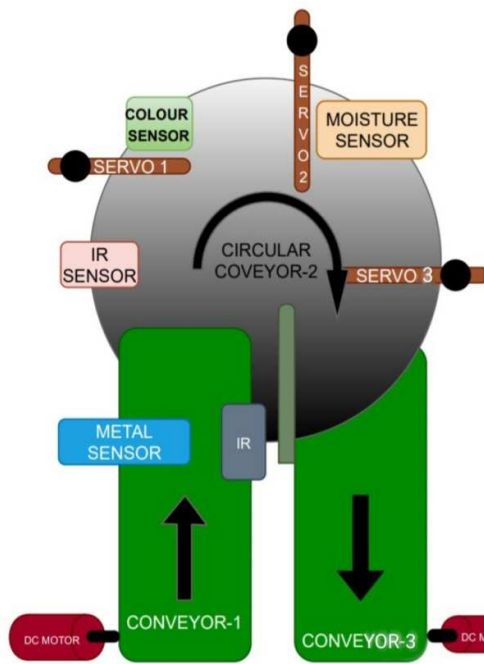 SERVO2
COLOUR
SENSOR
MOISTURE
SENSOR
SERVO 1
IR
SENSOR
CIRCULAR
COVEYOR-2
SERVO 3
METAL
SENSOR
IR
CONVEYOR-1
DC MOTOR
CONVEYOR-3
DC M